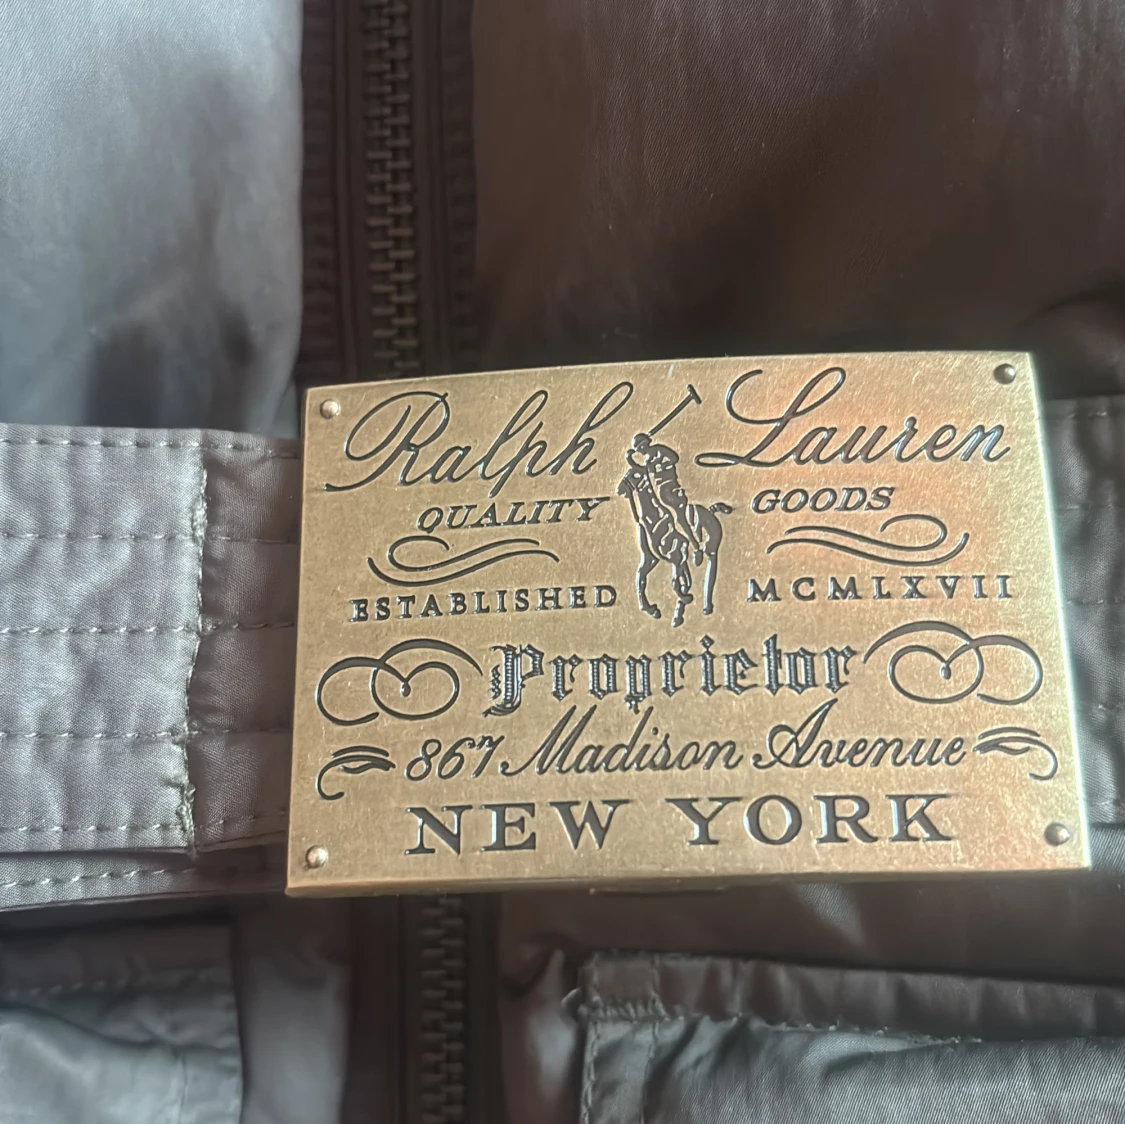 Ralph Lauren
QUALITY GOODS
ESTABLISHED MCMLXVII
Proprietor
867 Madison Avenue
NEW YORK